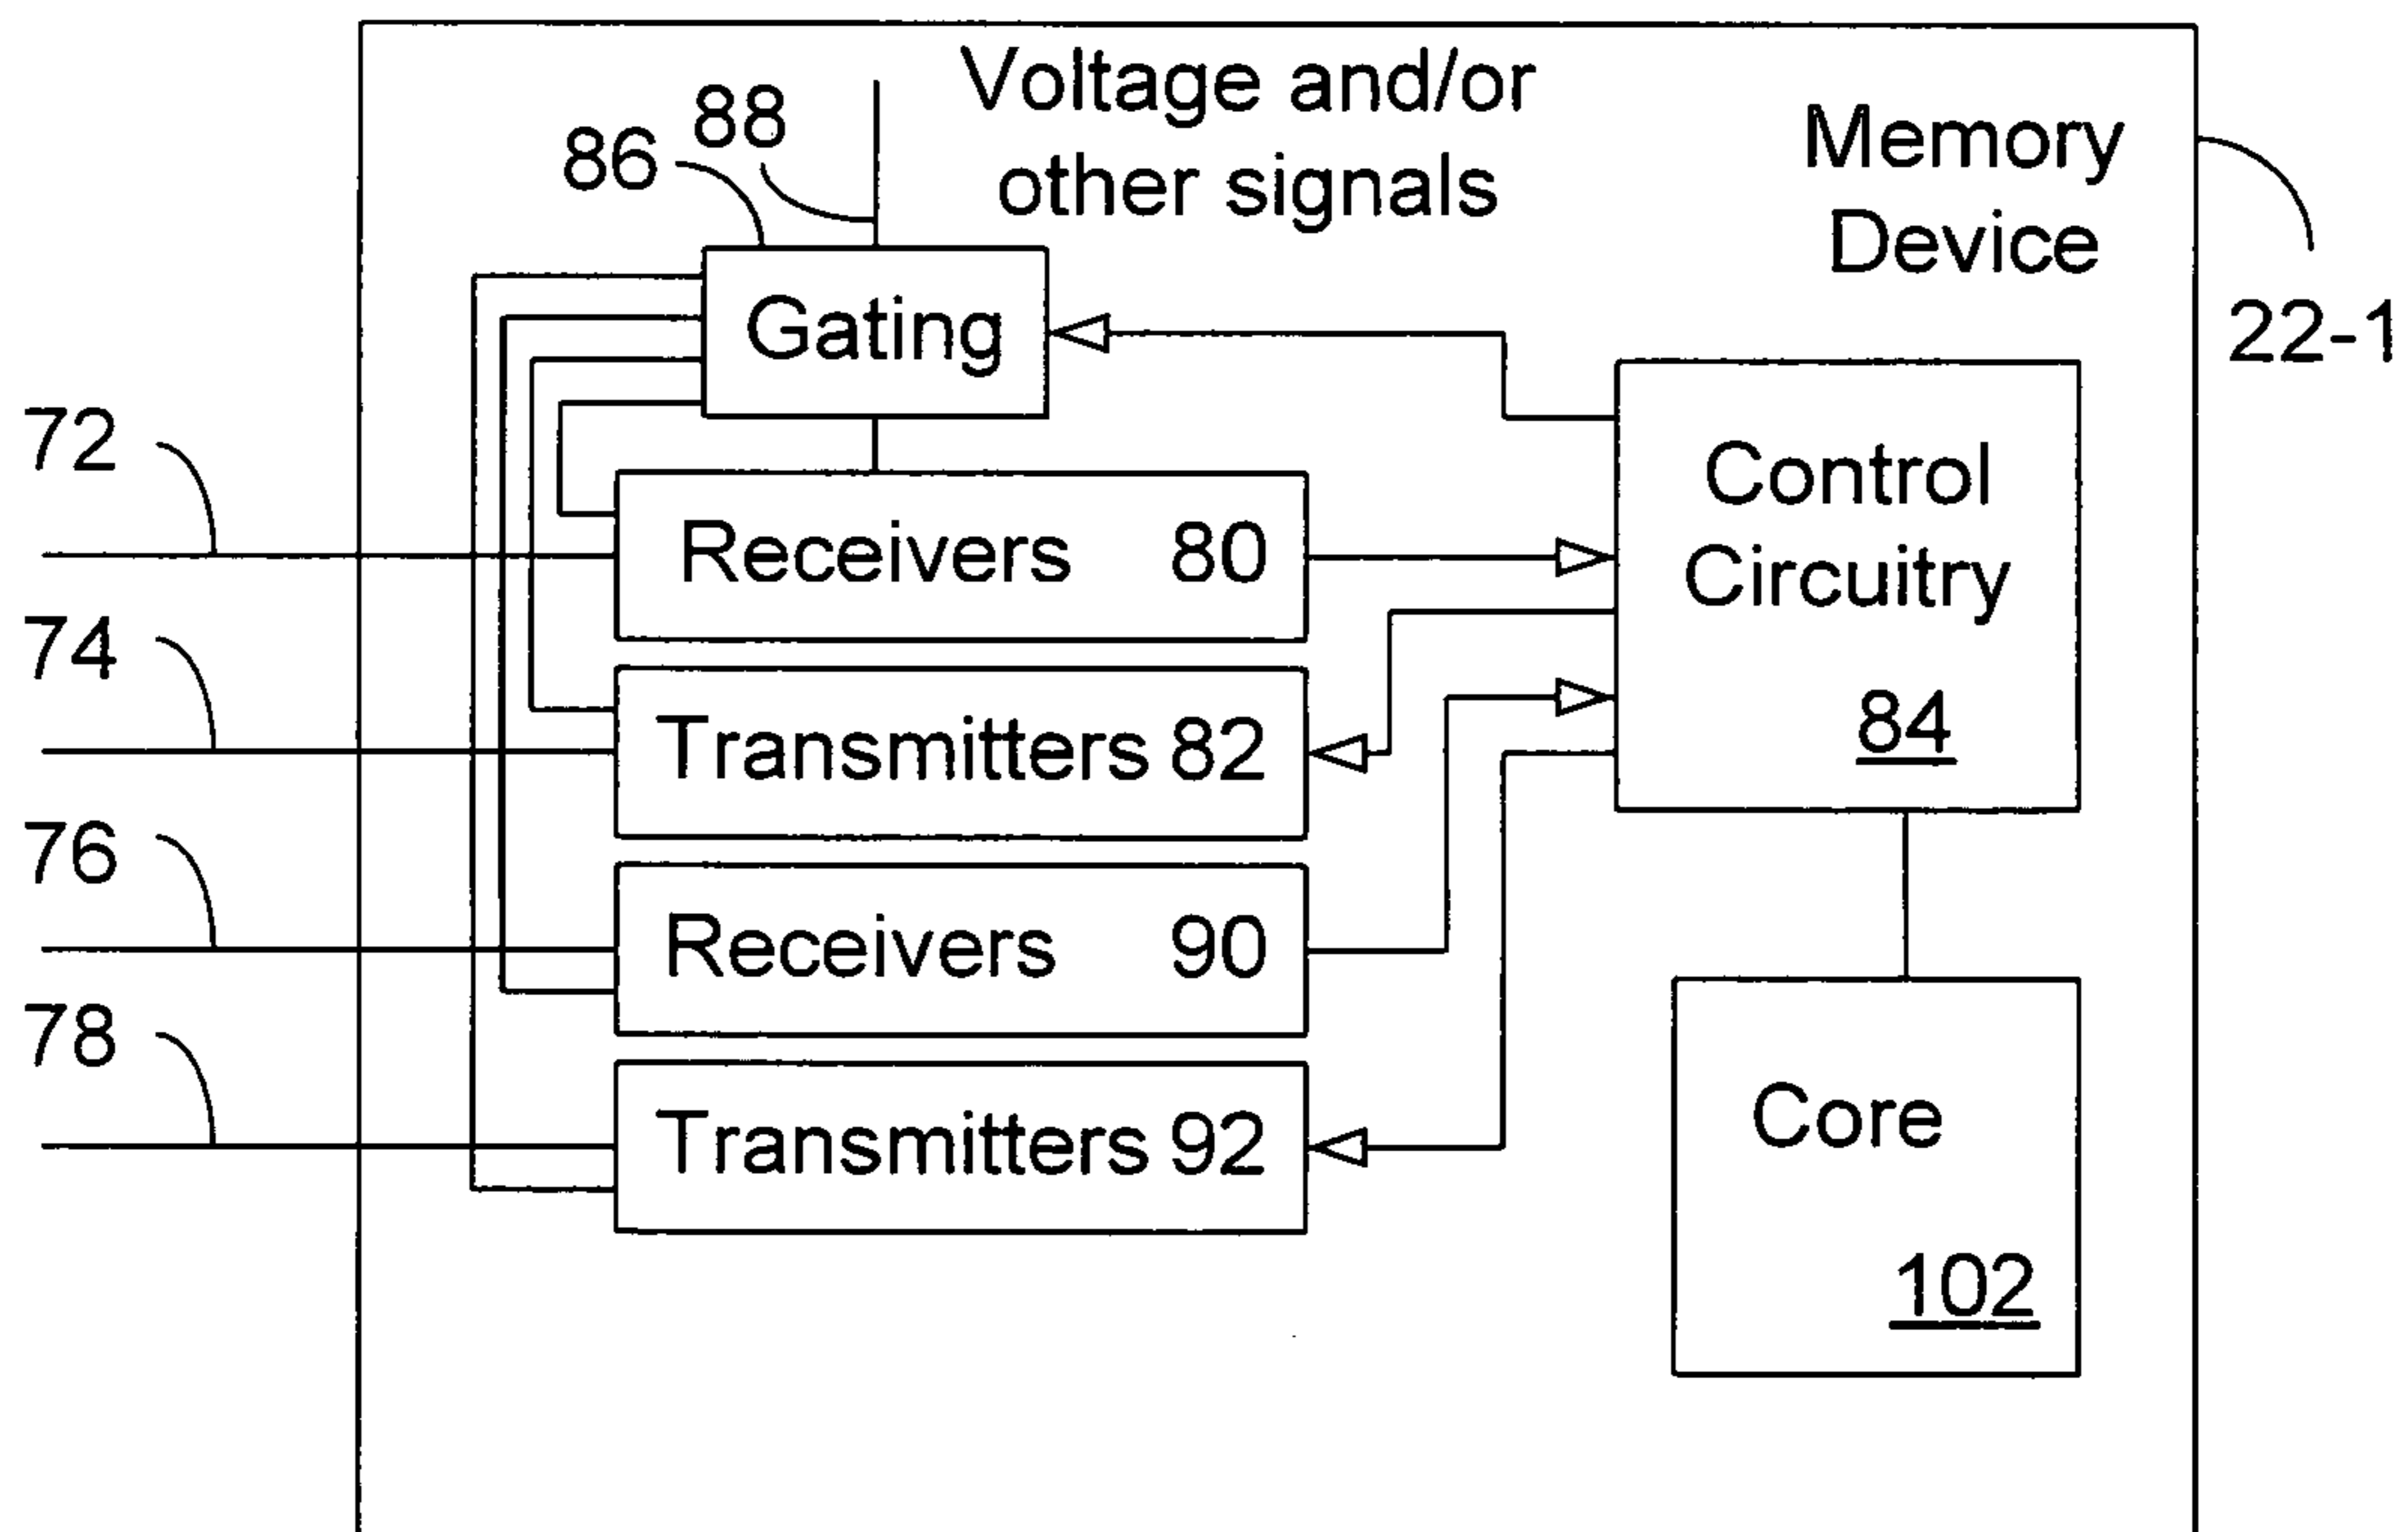 Voltage and/or
other signals
88
86
Memory
Device
22-1
Gating
72
Receivers 80
Control
Circuitry
84
74
Transmitters 82
76
Receivers 90
78
Transmitters 92
Core
102